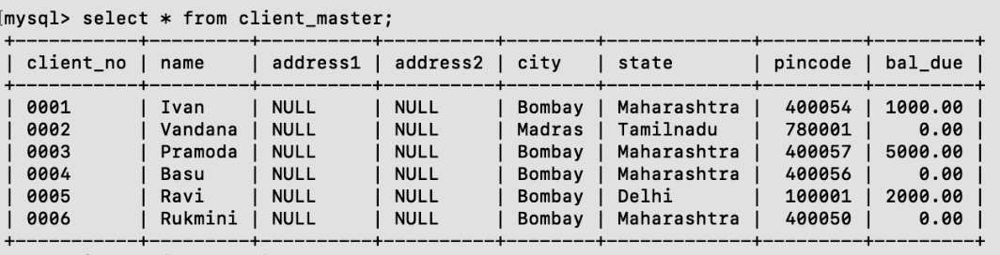 mysql> select * from client_master;
+-----------+---------+----------+----------+--------+-------------+---------+---------+
| client_no | name    | address1 | address2 | city   | state       | pincode | bal_due |
+-----------+---------+----------+----------+--------+-------------+---------+---------+
| 0001      | Ivan    | NULL     | NULL     | Bombay | Maharashtra |  400054 | 1000.00 |
| 0002      | Vandana | NULL     | NULL     | Madras | Tamilnadu   |  780001 |    0.00 |
| 0003      | Pramoda | NULL     | NULL     | Bombay | Maharashtra |  400057 | 5000.00 |
| 0004      | Basu    | NULL     | NULL     | Bombay | Maharashtra |  400056 |    0.00 |
| 0005      | Ravi    | NULL     | NULL     | Bombay | Delhi       |  100001 | 2000.00 |
| 0006      | Rukmini | NULL     | NULL     | Bombay | Maharashtra |  400050 |    0.00 |
+-----------+---------+----------+----------+--------+-------------+---------+---------+